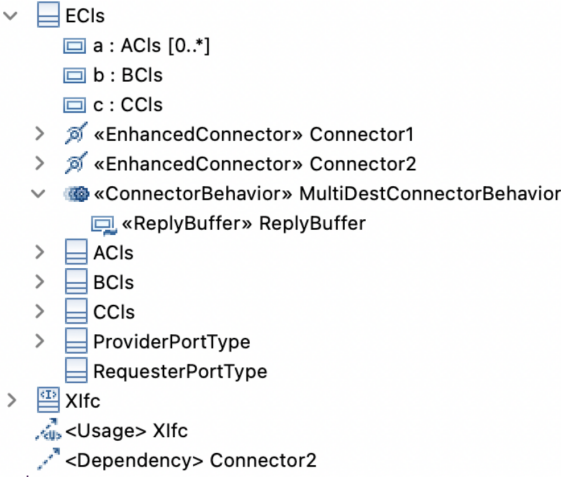 ECls
a : ACls [0..*]
b : BCls
c : CCls
«EnhancedConnector» Connector1
«EnhancedConnector» Connector2
«ConnectorBehavior» MultiDestConnectorBehavior
«ReplyBuffer» ReplyBuffer
ACls
BCls
CCls
ProviderPortType
RequesterPortType
XIfc
<Usage> XIfc
<Dependency> Connector2